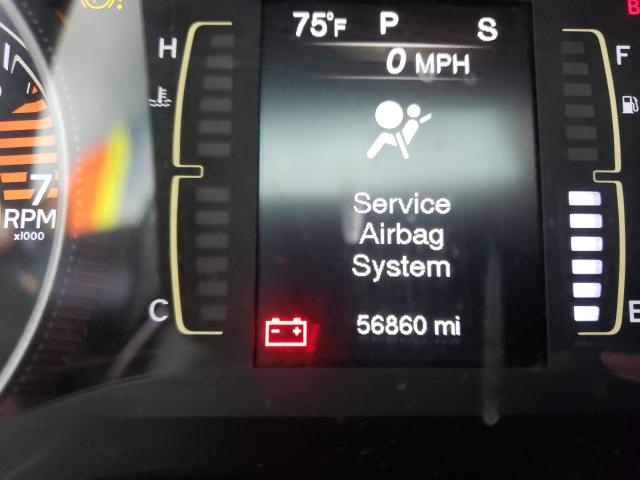 75°F P S
0 MPH
H
F
Service
Airbag
System
7
RPM
x1000
C
E
56860 mi